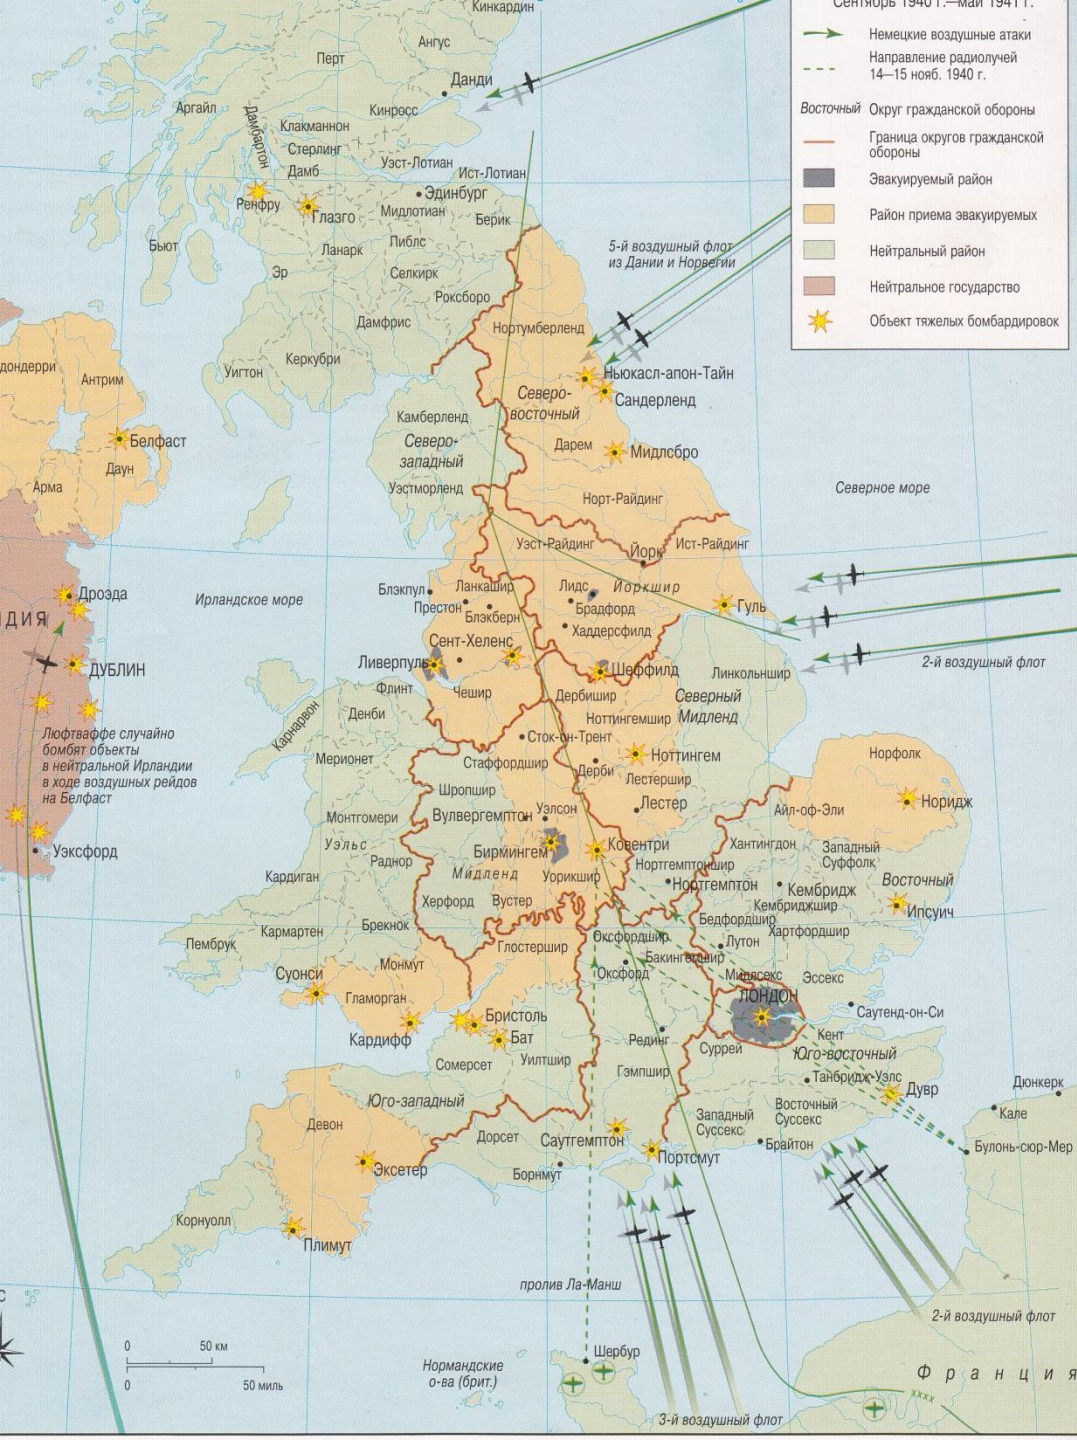 Сентябрь 1940 г.—май 1941 г.
Немецкие воздушные атаки
Направление радиолучей
14—15 нояб. 1940 г.
Восточный Округ гражданской обороны
Граница округов гражданской
обороны
Эвакуируемый район
Район приема эвакуируемых
Нейтральный район
Нейтральное государство
Объект тяжелых бомбардировок
Кинкардин
Ангус
Перт
Данди
Аргайл
Дамбартон
Кинросс
Клакманнон
Стерлинг
Дамб
Уэст-Лотиан
Ист-Лотиан
Эдинбург
Ренфру
Глазго
Мидлотиан
Берик
Бьют
Ланарк
Пиблс
Эр
Селкирк
Роксборо
5-й воздушный флот
из Дании и Норвегии
Дамфрис
Нортумберленд
Уигтон
Керкубри
дондерри
Антрим
Ньюкасл-апон-Тайн
Сандерленд
Северо-
восточный
Камберленд
Северо-
западный
Белфаст
Дарем
Мидлсбро
Даун
Арма
Уэстморленд
Норт-Райдинг
Северное море
Уэст-Райдинг
Йорк
Ист-Райдинг
Йоркшир
Дрозда
Ирландское море
Блэкпул
Ланкашир
Лидс
Престон
Брадфорд
Гуль
Блэкберн
ДИЯ
Хаддерсфилд
Сент-Хеленс
Ливерпуль
Шеффилд
ДУБЛИН
2-й воздушный флот
Линкольншир
Флинт
Чешир
Дербишир
Северный
Мидленд
Карнарвон
Денби
Ноттингемшир
Люфтваффе случайно
бомбят объекты
в нейтральной Ирландии
в ходе воздушных рейдов
на Белфаст
Сток-он-Трент
Мерионет
Стаффордшир
Ноттингем
Норфолк
Дерби
Лестершир
Шропшир
Лестер
Норидж
Уэлсон
Айл-оф-Эли
Монтгомери
Вулвергемптон
Уэльс
Бирмингем
Ковентри
Хантингдон
Западный
Суффолк
Уэксфорд
Раднор
Нортгемптоншир
Мидленд
Уорикшир
Восточный
Кардиган
Нортгемптон
Кембридж
Херфорд
Вустер
Кембриджшир
Ипсуич
Бедфордшир
Брекнок
Кармартен
Хартфордшир
Пембрук
Оксфордшир
Лутон
Глостершир
Бакингемшир
Монмут
Суонси
Оксфорд
Мидлсекс
Эссекс
Гламорган
ЛОНДОН
Бристоль
Саутенд-он-Си
Кардифф
Бат
Рединг
Кент
Суррей
Юго-восточный
Сомерсет
Уилтшир
Гэмпшир
Танбридж-Уэлс
Дувр
Дюнкерк
Юго-западный
Восточный
Суссекс
Кале
Западный
Суссекс
Девон
Дорсет
Саутгемптон
Брайтон
Булонь-сюр-Мер
Эксетер
Портсмут
Борнмут
Корнуолл
Плимут
пролив Ла-Манш
С
2-й воздушный флот
0 50 км
Шербур
Нормандские
о-ва (брит.)
0 50 миль
Франция
3-й воздушный флот